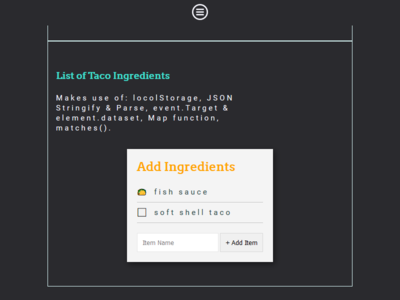 List of Taco Ingredients
Makes use of: locolStorage, JSON
Stringify & Parse, event.Target &
element.dataset, Map function,
matches().
Add Ingredients
fish sauce
soft shell taco
Item Name
+ Add Item